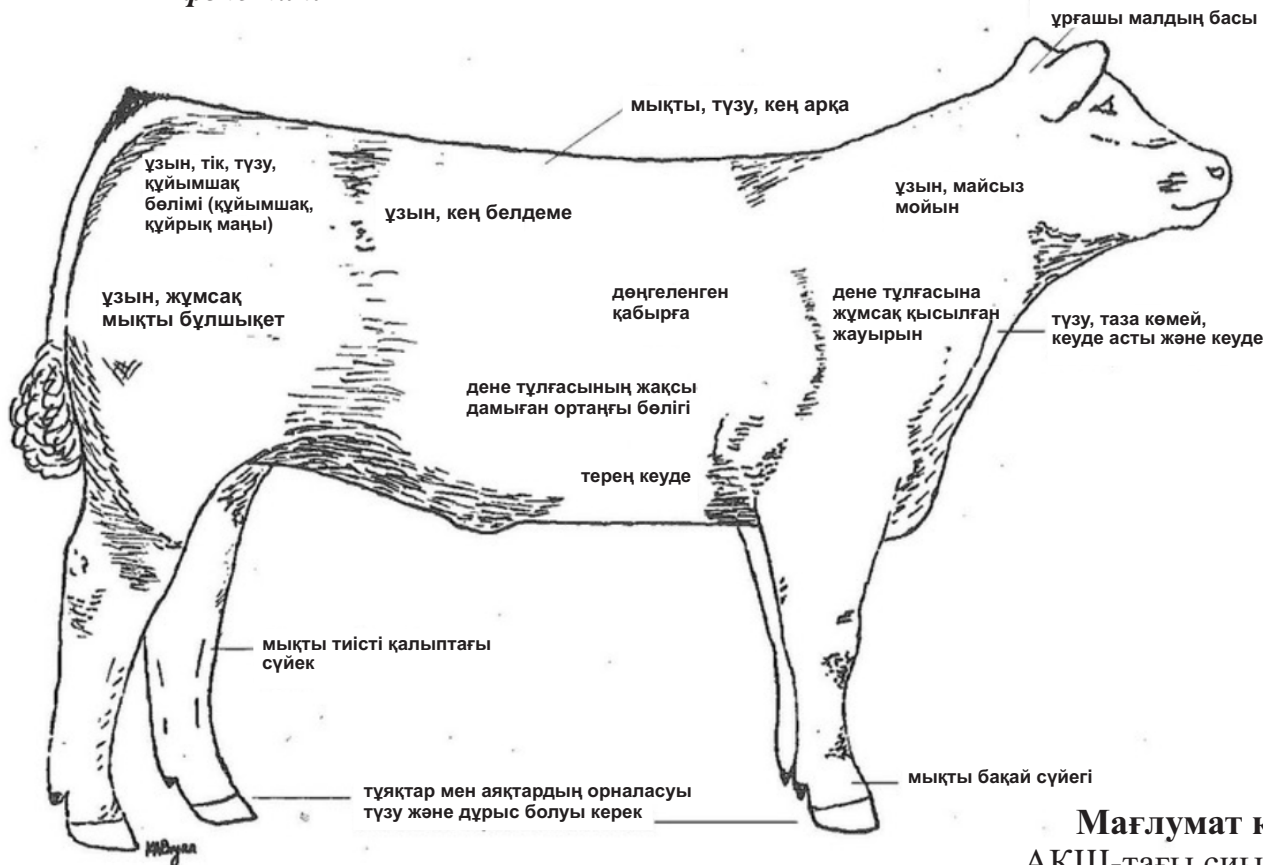 ұрғашы малдың басы
мықты, түзу, кең арқа
ұзын, тік, түзу,
құйымшақ
бөлімі (құйымшақ,
құйрық маңы)
ұзын, кең белдеме
ұзын, майсыз
мойын
ұзын, жұмсақ
мықты бұлшықет
дөңгеленген
қабырға
дене тұлғасына
жұмсақ қысылған
жауырын
түзу, таза көмей,
кеуде асты және кеуде
дене тұлғасының жақсы
дамыған ортаңғы бөлігі
терең кеуде
мықты тиісті қалыптағы
сүйек
мықты бақай сүйегі
тұяқтар мен аяқтардың орналасуы
түзу және дұрыс болуы керек
Мағлумат